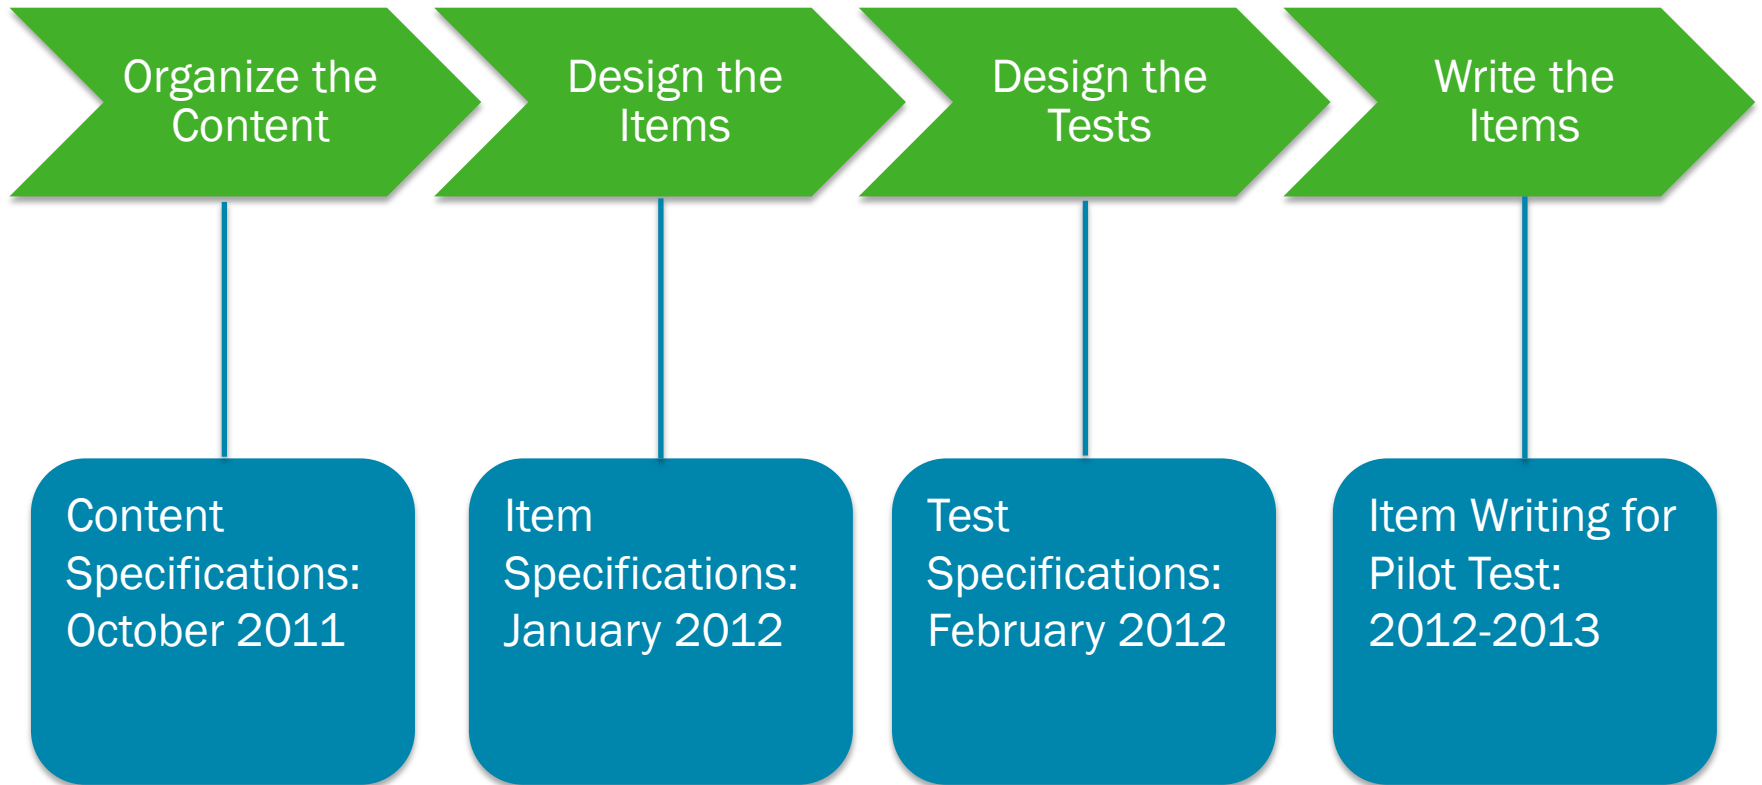 Organize the
Content
Design the
Items
Design the
Tests
Write the
Items
Content
Specifications:
October 2011
Item
Specifications:
January 2012
Test
Specifications:
February 2012
Item Writing for
Pilot Test:
2012-2013